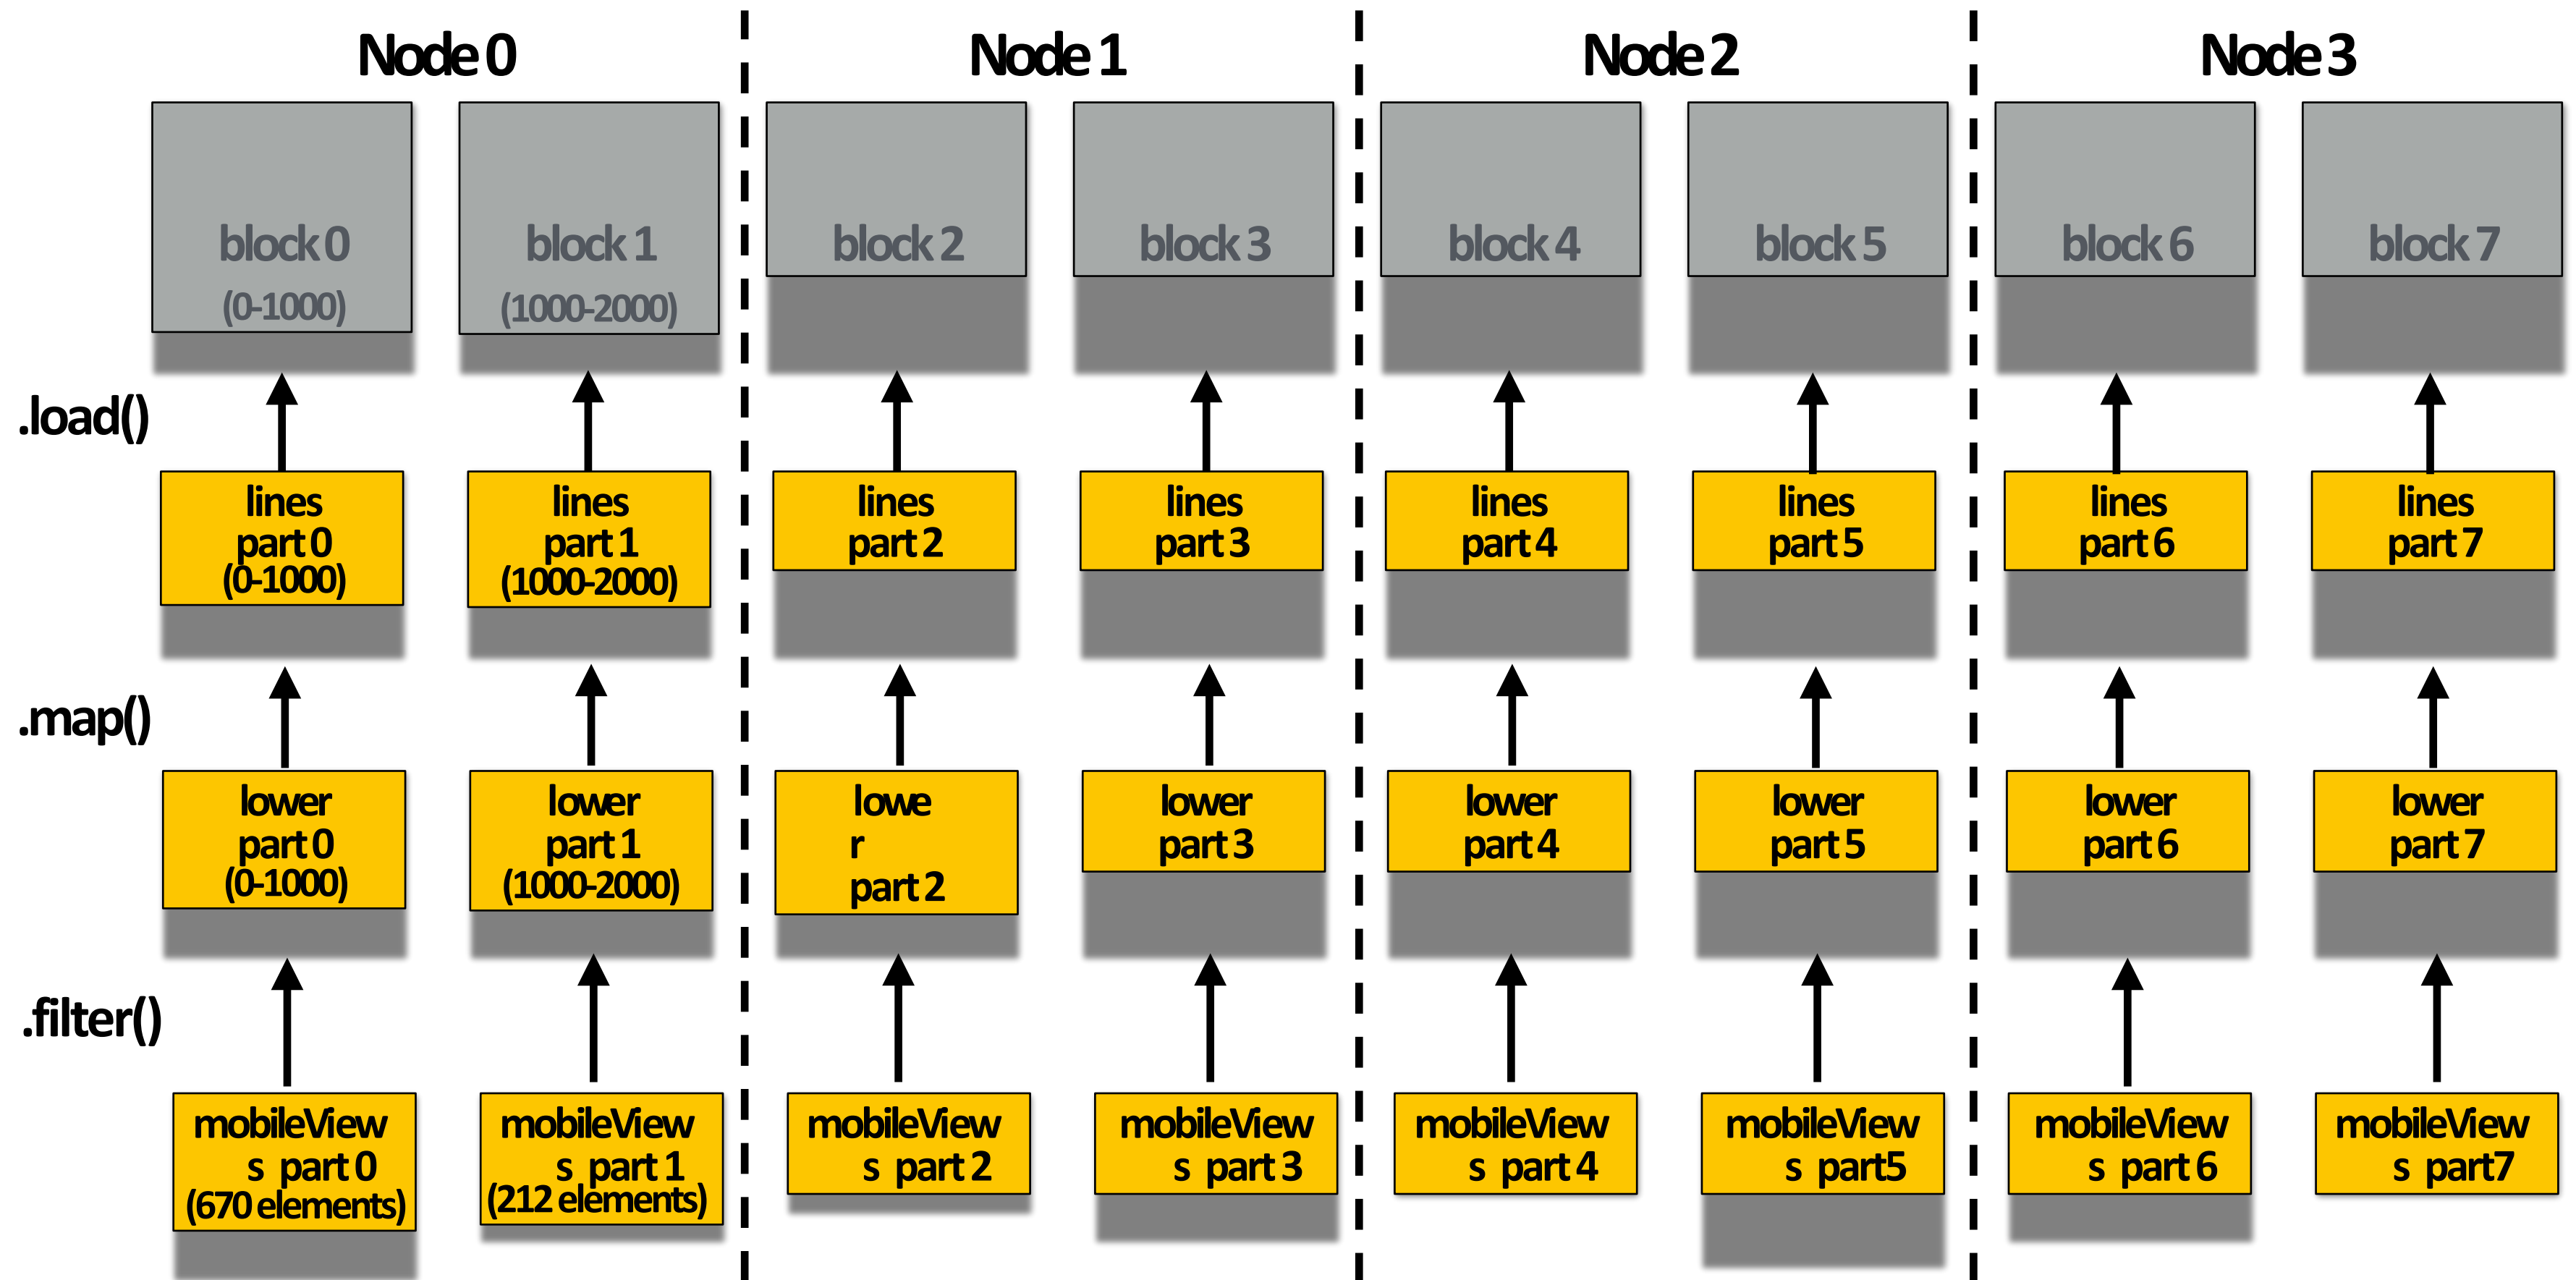 Node 0
Node 1
Node 2
Node 3
block 0
(0-1000)
block 1
(1000-2000)
block 2
block 3
block 4
block 5
block 6
block 7
.load()
lines
part 0
(0-1000)
lines
part 1
(1000-2000)
lines
part 2
lines
part 3
lines
part 4
lines
part 5
lines
part 6
lines
part 7
.map()
lower
part 0
(0-1000)
lower
part 1
(1000-2000)
lowe
r
part 2
lower
part 3
lower
part 4
lower
part 5
lower
part 6
lower
part 7
.filter()
mobileView
s part 0
(670 elements)
mobileView
s part 1
(212 elements)
mobileView
s part 2
mobileView
s part 3
mobileView
s part 4
mobileView
s part5
mobileView
s part 6
mobileView
s part7